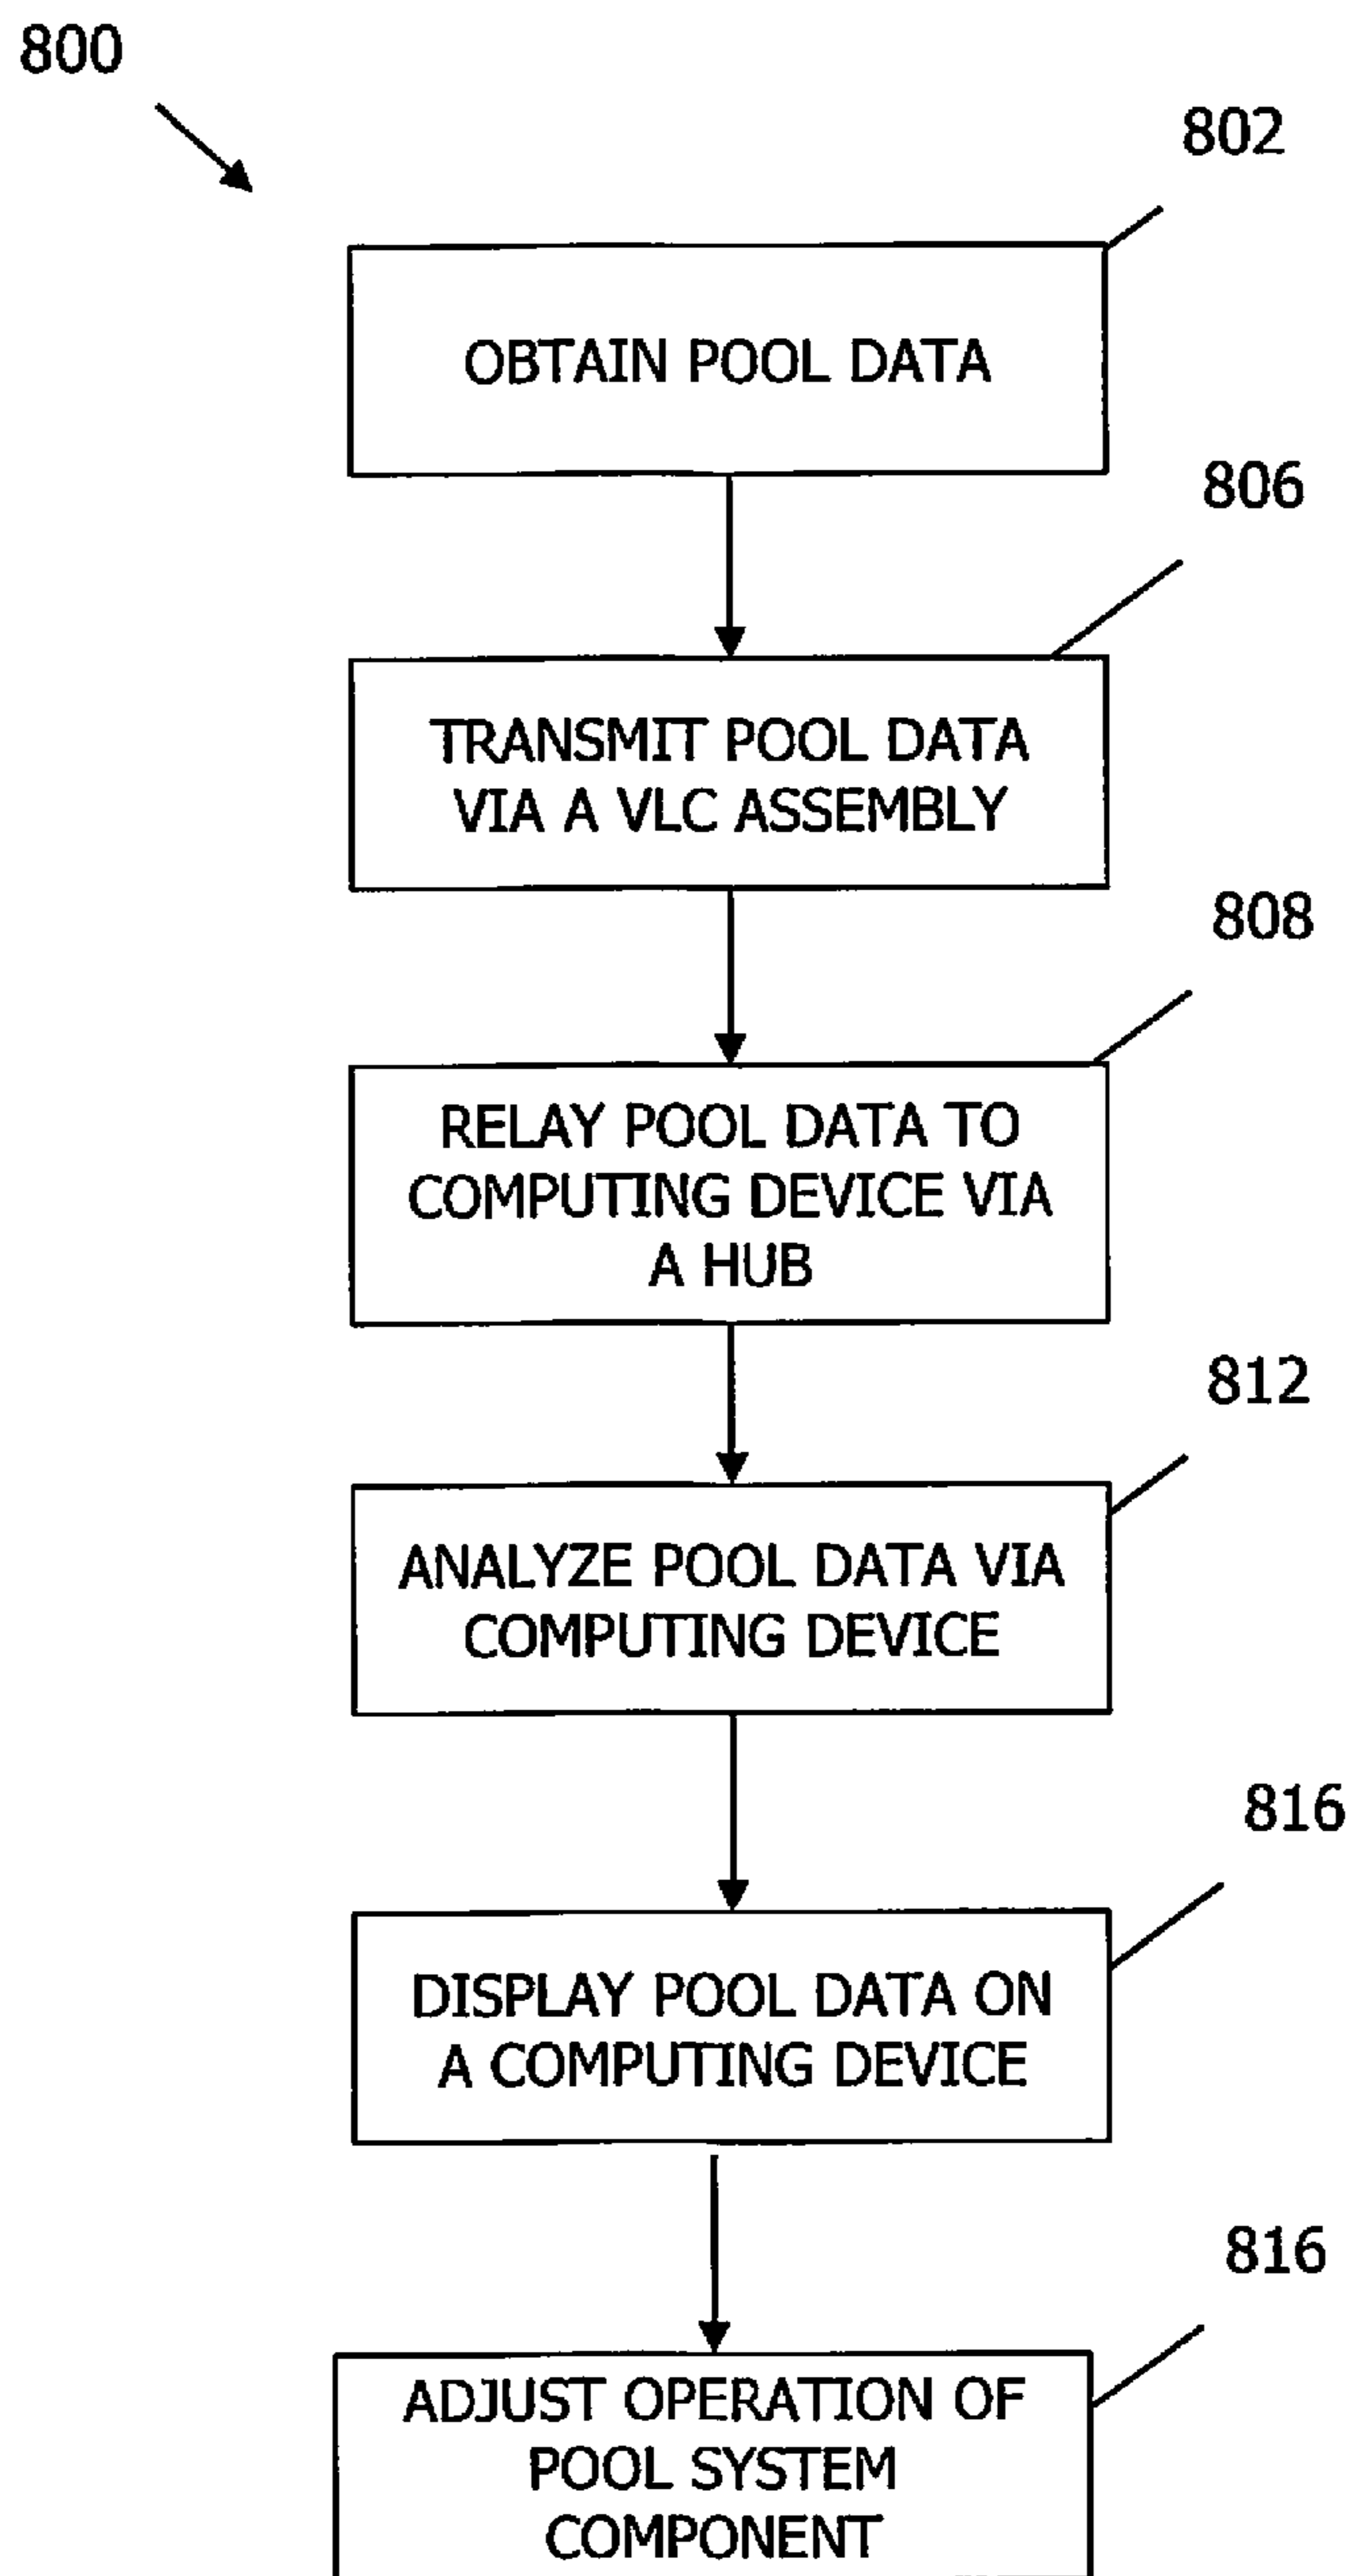 800
802
OBTAIN POOL DATA
806
TRANSMIT POOL DATA
VIA A VLC ASSEMBLY
808
RELAY POOL DATA TO
COMPUTING DEVICE VIA
A HUB
812
ANALYZE POOL DATA VIA
COMPUTING DEVICE
816
DISPLAY POOL DATA ON
A COMPUTING DEVICE
816
ADJUST OPERATION OF
POOL SYSTEM
COMPONENT